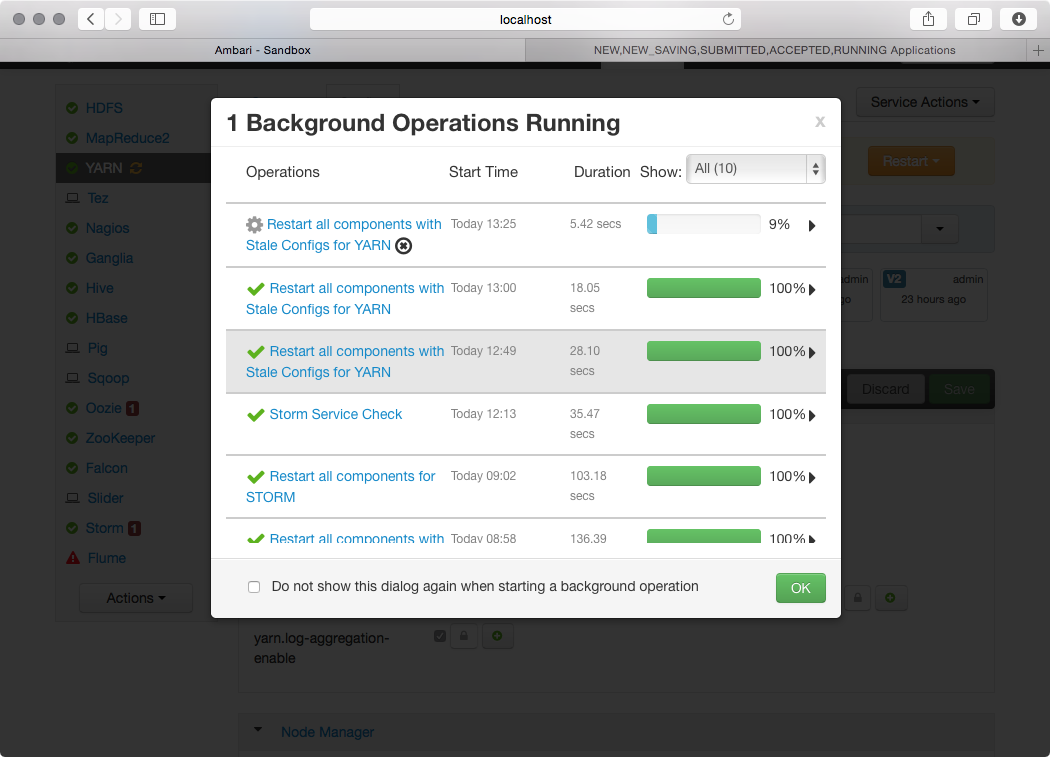 localhost
Ambari - Sandbox
NEW,NEW_SAVING,SUBMITTED,ACCEPTED,RUNNING Applications
HDFS
MapReduce2
YARN
Tez
Nagios
Ganglia
Hive
HBase
Pig
Sqoop
Oozie 1
ZooKeeper
Falcon
Slider
Storm 1
Flume
Actions
Service Actions
Restart
admin
go
V2 admin
23 hours ago
Discard
Save
1 Background Operations Running
x
Operations Start Time Duration Show: All (10)
Restart all components with Today 13:25 5.42 secs 9%
Stale Configs for YARN
Restart all components with Today 13:00 18.05 100%
Stale Configs for YARN secs
Restart all components with Today 12:49 28.10 100%
Stale Configs for YARN secs
Storm Service Check Today 12:13 35.47 100%
secs
Restart all components for Today 09:02 103.18 100%
STORM secs
Restart all components with Today 08:58 136.39 100%
Do not show this dialog again when starting a background operation
OK
yarn.log-aggregation-
enable
Node Manager